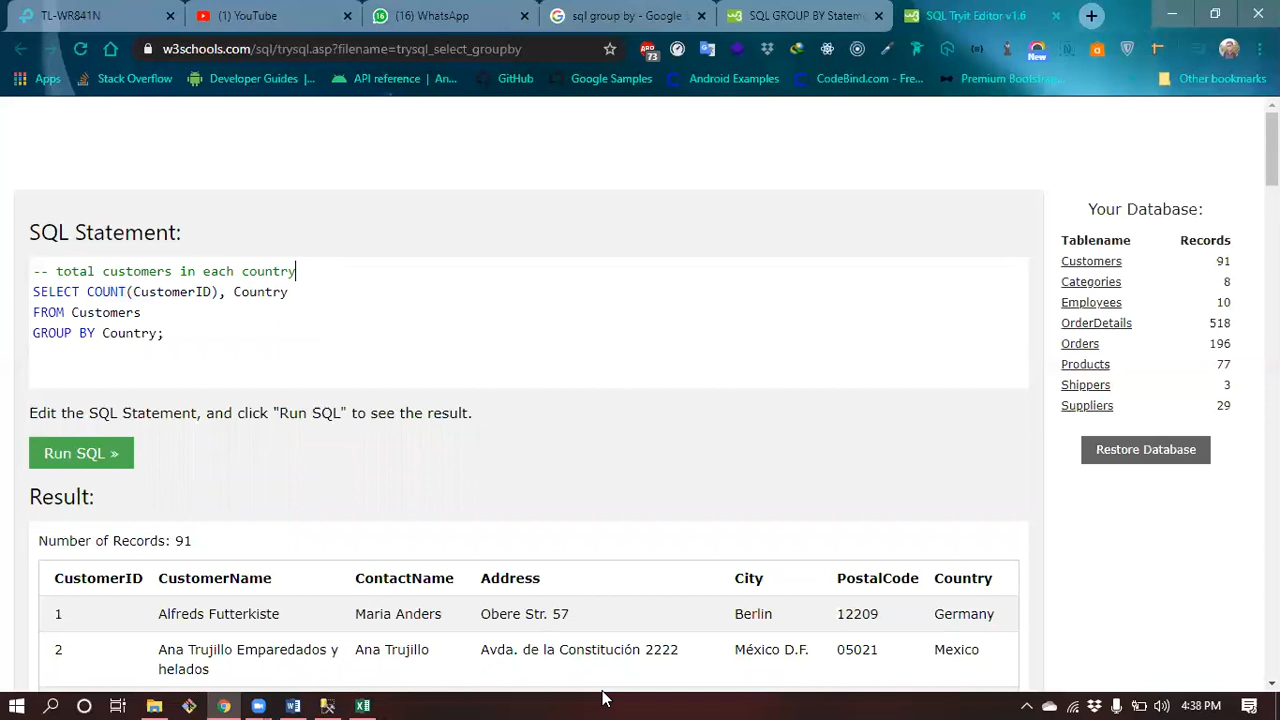 TL-WR841N
(1) YouTube
(16) WhatsApp
sql group by - Google S
SQL GROUP BY Stateme
SQL Tryit Editor v1.6
w3schools.com/sql/trysql.asp?filename=trysql_select_groupby
73
New
Apps
Stack Overflow
Developer Guides | ...
API reference | An...
GitHub
Google Samples
Android Examples
CodeBind.com - Fre...
Premium Bootstrap...
Other bookmarks
SQL Statement:
-- total customers in each country
SELECT COUNT(CustomerID), Country
FROM Customers
GROUP BY Country;
Edit the SQL Statement, and click "Run SQL" to see the result.
Run SQL »
Result:
Number of Records: 91
CustomerID CustomerName ContactName Address City PostalCode Country
1 Alfreds Futterkiste Maria Anders Obere Str. 57 Berlin 12209 Germany
2 Ana Trujillo Emparedados y helados Ana Trujillo Avda. de la Constitución 2222 México D.F. 05021 Mexico
Your Database:
Tablename Records
Customers 91
Categories 8
Employees 10
OrderDetails 518
Orders 196
Products 77
Shippers 3
Suppliers 29
Restore Database
4:38 PM